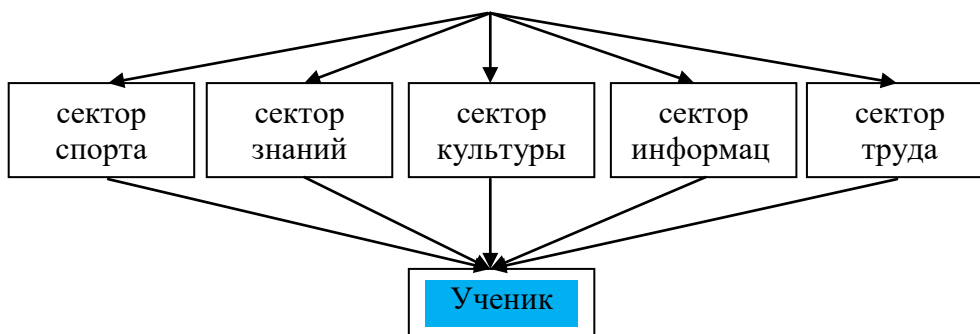 сектор
спорта
сектор
знаний
сектор
культуры
сектор
информац
сектор
труда
Ученик